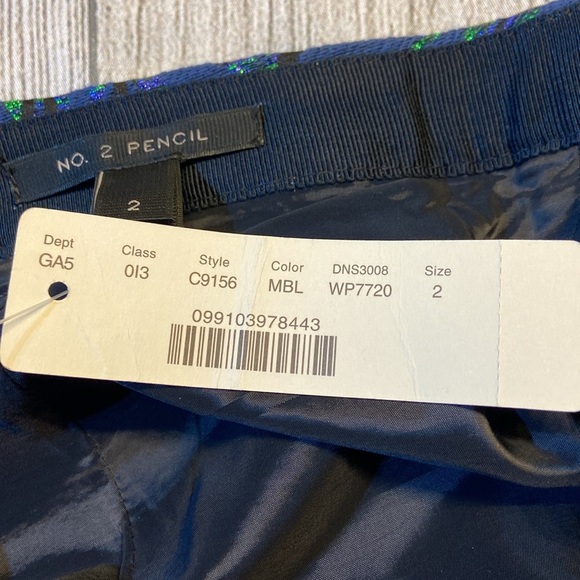 NO. 2 PENCIL
2
Dept Class Style Color DNS3008 Size
GA5 0I3 C9156 MBL WP7720 2
099103978443